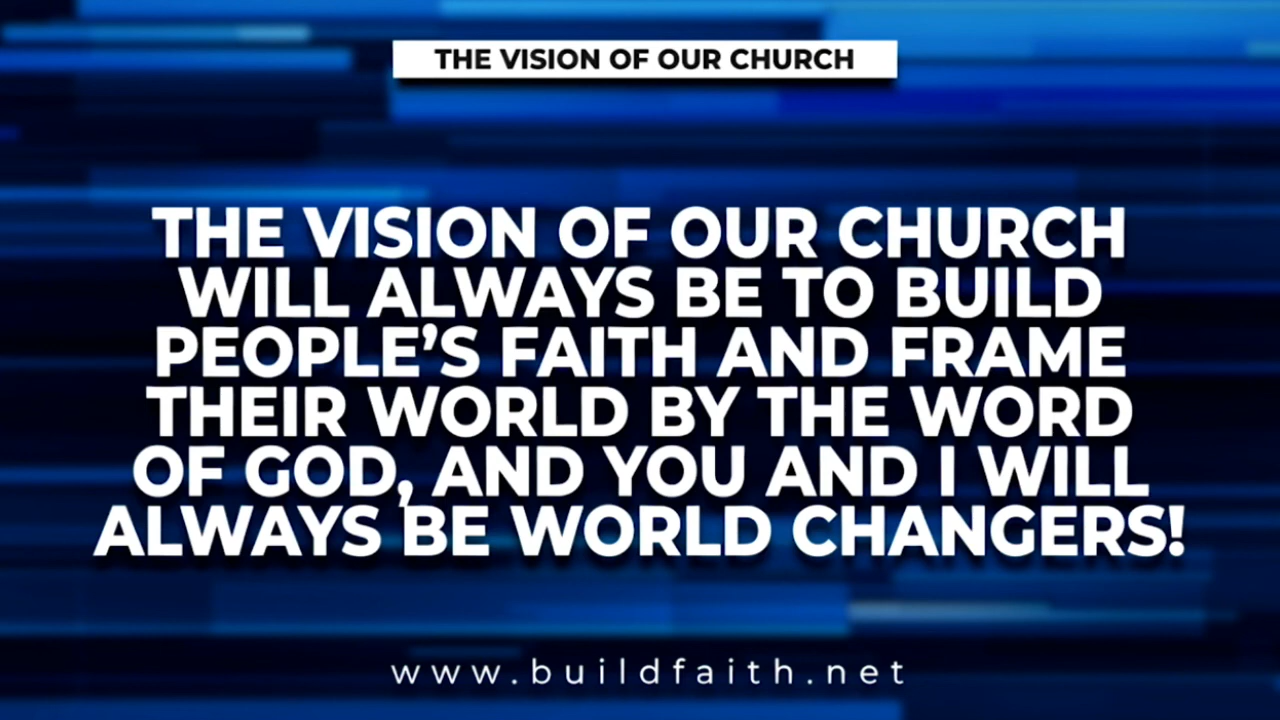 THE VISION OF OUR CHURCH
THE VISION OF OUR CHURCH
WILL ALWAYS BE TO BUILD
PEOPLE’S FAITH AND FRAME
THEIR WORLD BY THE WORD
OF GOD, AND YOU AND I WILL
ALWAYS BE WORLD CHANGERS!
www.buildfaith.net